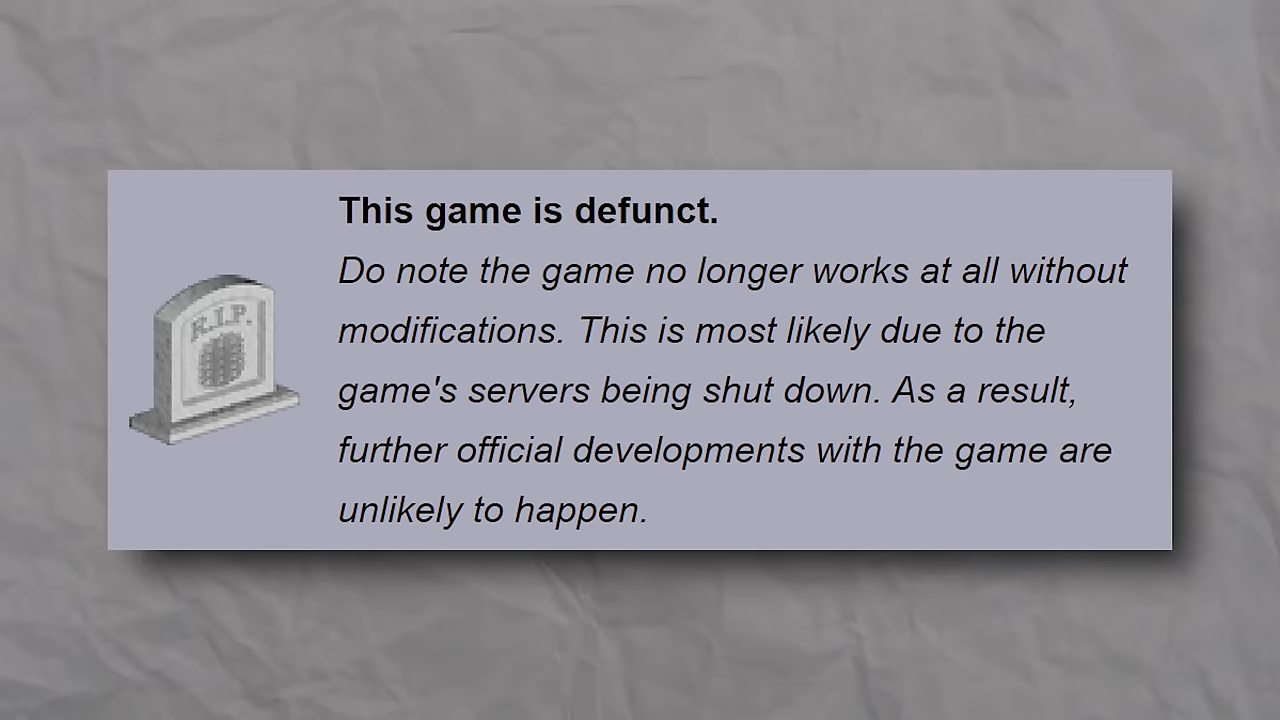 This game is defunct.
Do note the game no longer works at all without
modifications. This is most likely due to the
game's servers being shut down. As a result,
further official developments with the game are
unlikely to happen.
R.I.P.